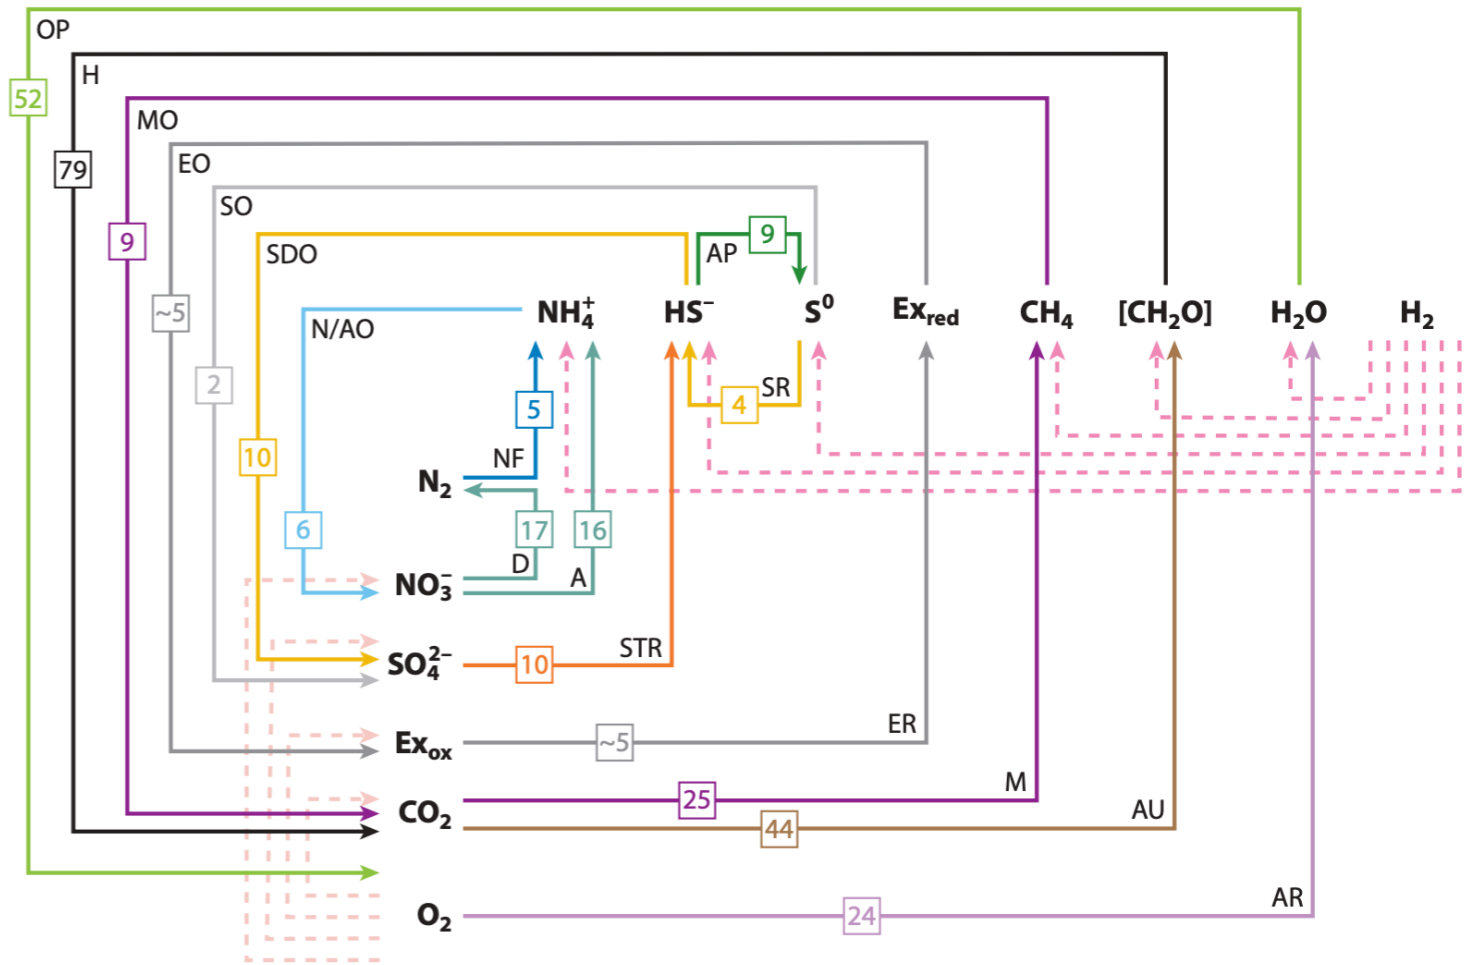 OP
H
52
MO
EO
79
SO
9
SDO
AP
9
~5
N/AO
NH₄⁺
HS⁻
S⁰
Ex_red
CH₄
[CH₂O]
H₂O
H₂
2
5
4
SR
10
NF
N₂
6
17
16
D
A
NO₃⁻
SO₄²⁻
10
STR
Ex_ox
~5
ER
CO₂
25
M
44
AU
O₂
24
AR